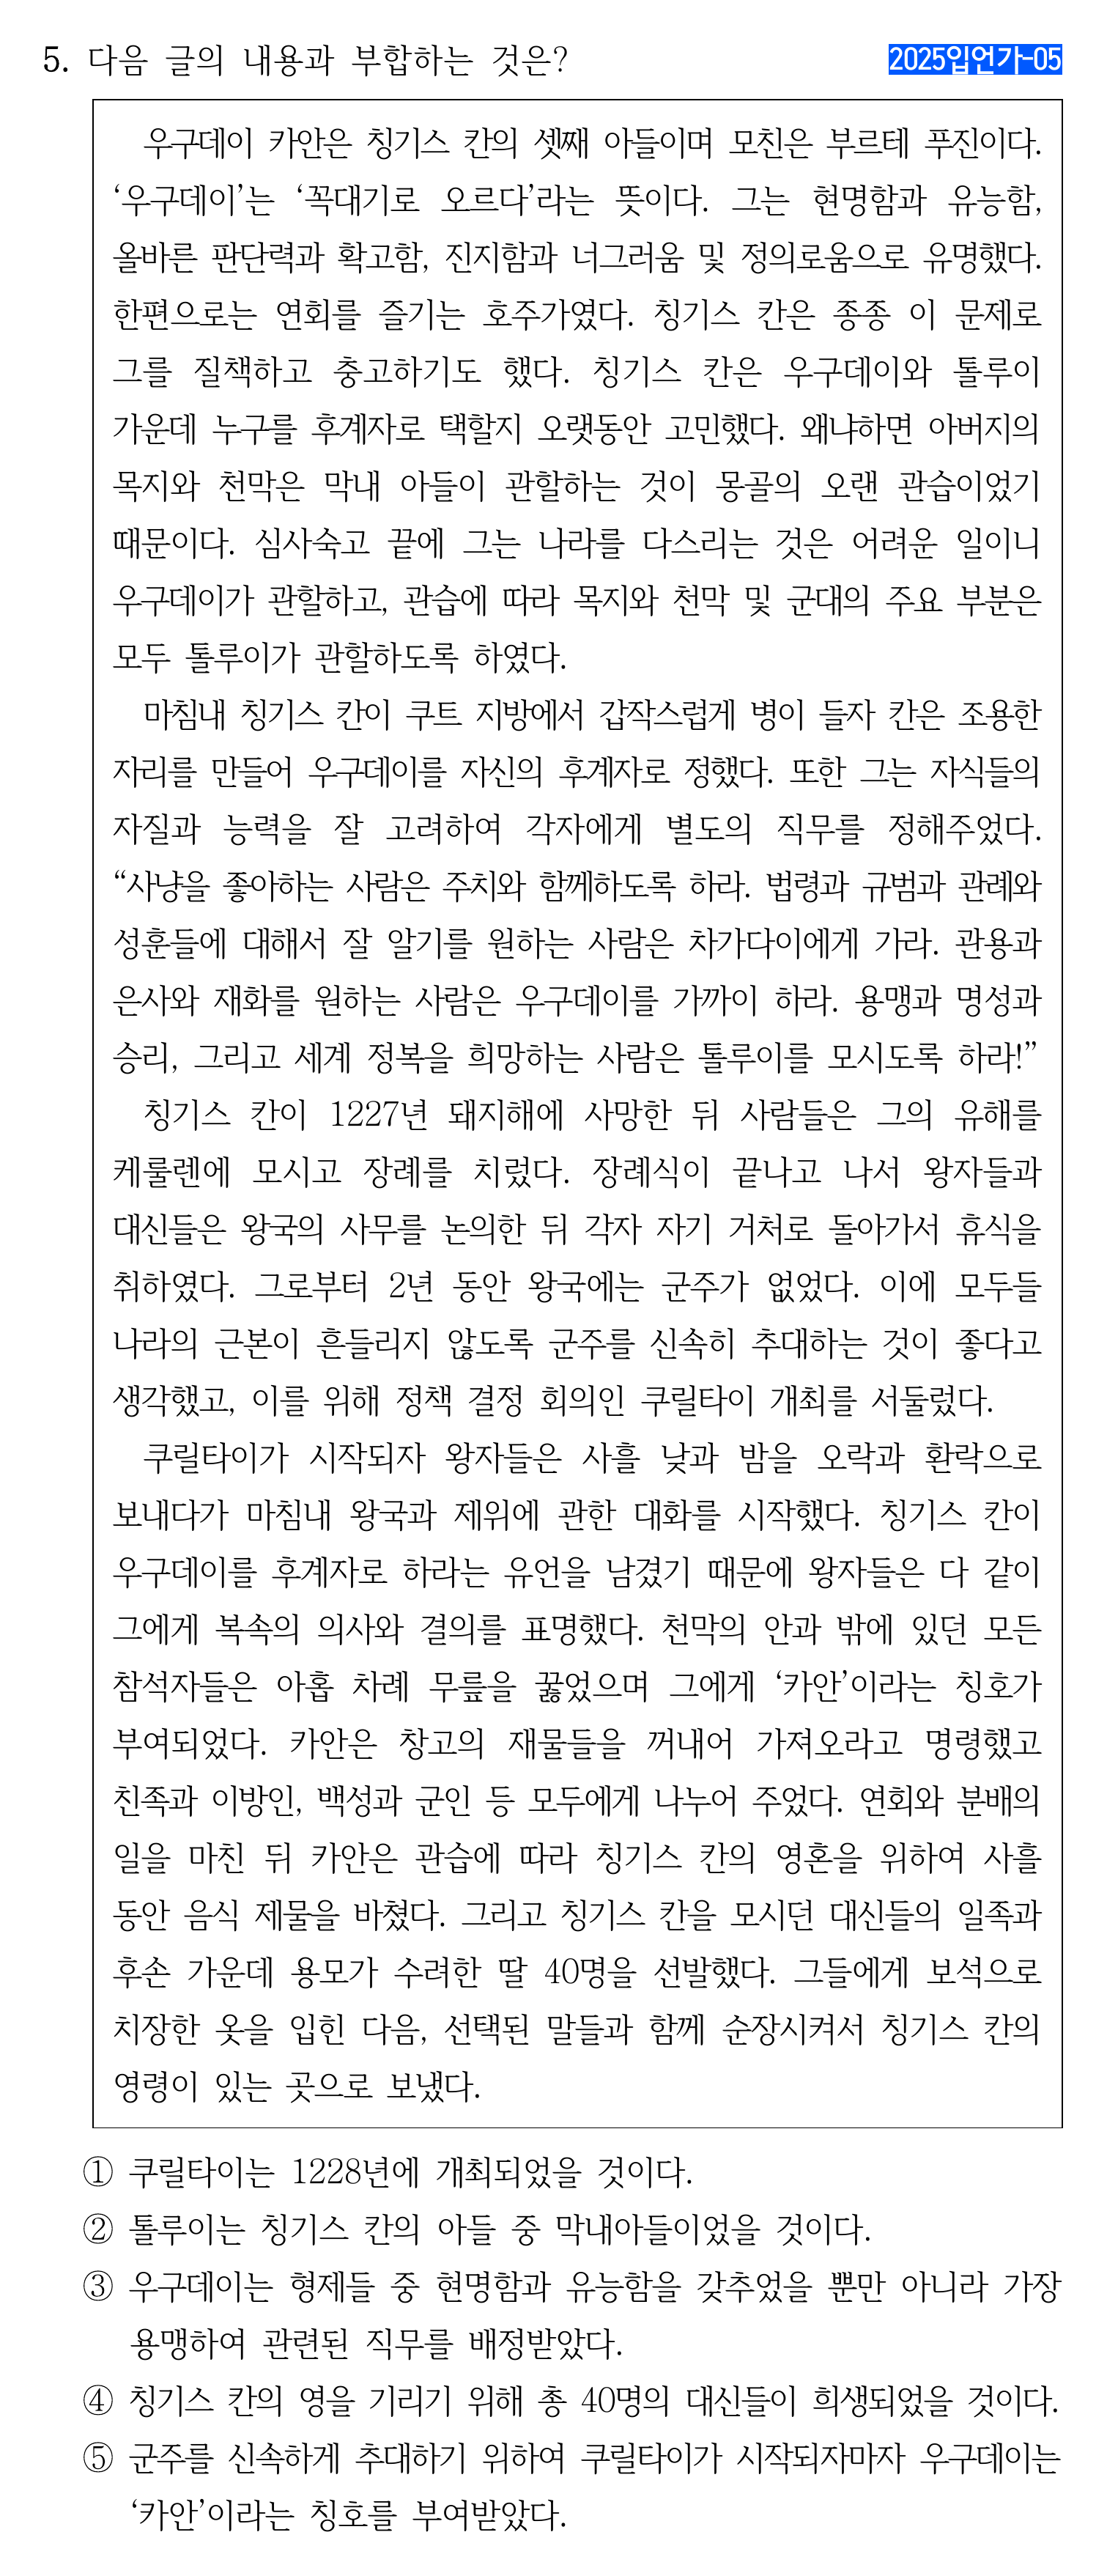 5. 다음 글의 내용과 부합하는 것은?
2025입언가-05
우구데이 카안은 칭기스 칸의 셋째 아들이며 모친은 부르테 푸진이다.
‘우구데이’는 ‘꼭대기로 오르다’라는 뜻이다. 그는 현명함과 유능함,
올바른 판단력과 확고함, 진지함과 너그러움 및 정의로움으로 유명했다.
한편으로는 연회를 즐기는 호주가였다. 칭기스 칸은 종종 이 문제로
그를 질책하고 충고하기도 했다. 칭기스 칸은 우구데이와 톨루이
가운데 누구를 후계자로 택할지 오랫동안 고민했다. 왜냐하면 아버지의
목지와 천막은 막내 아들이 관할하는 것이 몽골의 오랜 관습이었기
때문이다. 심사숙고 끝에 그는 나라를 다스리는 것은 어려운 일이니
우구데이가 관할하고, 관습에 따라 목지와 천막 및 군대의 주요 부분은
모두 톨루이가 관할하도록 하였다.
마침내 칭기스 칸이 쿠트 지방에서 갑작스럽게 병이 들자 칸은 조용한
자리를 만들어 우구데이를 자신의 후계자로 정했다. 또한 그는 자식들의
자질과 능력을 잘 고려하여 각자에게 별도의 직무를 정해주었다.
“사냥을 좋아하는 사람은 주치와 함께하도록 하라. 법령과 규범과 관례와
성훈들에 대해서 잘 알기를 원하는 사람은 차가다이에게 가라. 관용과
은사와 재화를 원하는 사람은 우구데이를 가까이 하라. 용맹과 명성과
승리, 그리고 세계 정복을 희망하는 사람은 톨루이를 모시도록 하라!”
칭기스 칸이 1227년 돼지해에 사망한 뒤 사람들은 그의 유해를
케룰렌에 모시고 장례를 치렀다. 장례식이 끝나고 나서 왕자들과
대신들은 왕국의 사무를 논의한 뒤 각자 자기 거처로 돌아가서 휴식을
취하였다. 그로부터 2년 동안 왕국에는 군주가 없었다. 이에 모두들
나라의 근본이 흔들리지 않도록 군주를 신속히 추대하는 것이 좋다고
생각했고, 이를 위해 정책 결정 회의인 쿠릴타이 개최를 서둘렀다.
쿠릴타이가 시작되자 왕자들은 사흘 낮과 밤을 오락과 환락으로
보내다가 마침내 왕국과 제위에 관한 대화를 시작했다. 칭기스 칸이
우구데이를 후계자로 하라는 유언을 남겼기 때문에 왕자들은 다 같이
그에게 복속의 의사와 결의를 표명했다. 천막의 안과 밖에 있던 모든
참석자들은 아홉 차례 무릎을 꿇었으며 그에게 ‘카안’이라는 칭호가
부여되었다. 카안은 창고의 재물들을 꺼내어 가져오라고 명령했고
친족과 이방인, 백성과 군인 등 모두에게 나누어 주었다. 연회와 분배의
일을 마친 뒤 카안은 관습에 따라 칭기스 칸의 영혼을 위하여 사흘
동안 음식 제물을 바쳤다. 그리고 칭기스 칸을 모시던 대신들의 일족과
후손 가운데 용모가 수려한 딸 40명을 선발했다. 그들에게 보석으로
치장한 옷을 입힌 다음, 선택된 말들과 함께 순장시켜서 칭기스 칸의
영령이 있는 곳으로 보냈다.
① 쿠릴타이는 1228년에 개최되었을 것이다.
② 톨루이는 칭기스 칸의 아들 중 막내아들이었을 것이다.
③ 우구데이는 형제들 중 현명함과 유능함을 갖추었을 뿐만 아니라 가장
용맹하여 관련된 직무를 배정받았다.
④ 칭기스 칸의 영을 기리기 위해 총 40명의 대신들이 희생되었을 것이다.
⑤ 군주를 신속하게 추대하기 위하여 쿠릴타이가 시작되자마자 우구데이는
‘카안’이라는 칭호를 부여받았다.